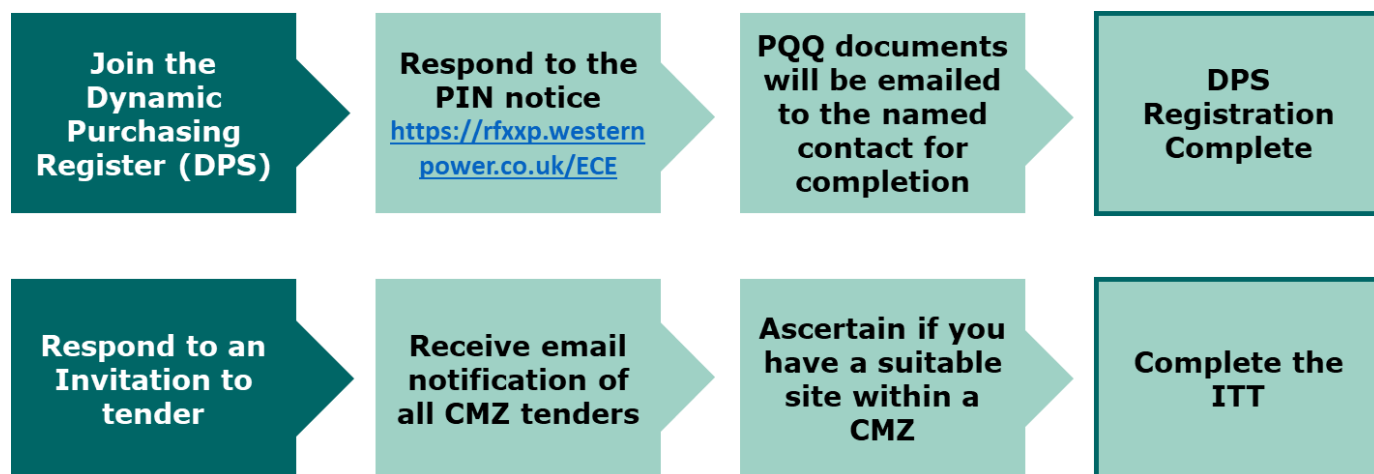 Join the
Dynamic
Purchasing
Register (DPS)
Respond to the
PIN notice
https://rfxxp.western
power.co.uk/ECE
PQQ documents
will be emailed
to the named
contact for
completion
DPS
Registration
Complete
Respond to an
Invitation to
tender
Receive email
notification of
all CMZ tenders
Ascertain if you
have a suitable
site within a
CMZ
Complete the
ITT